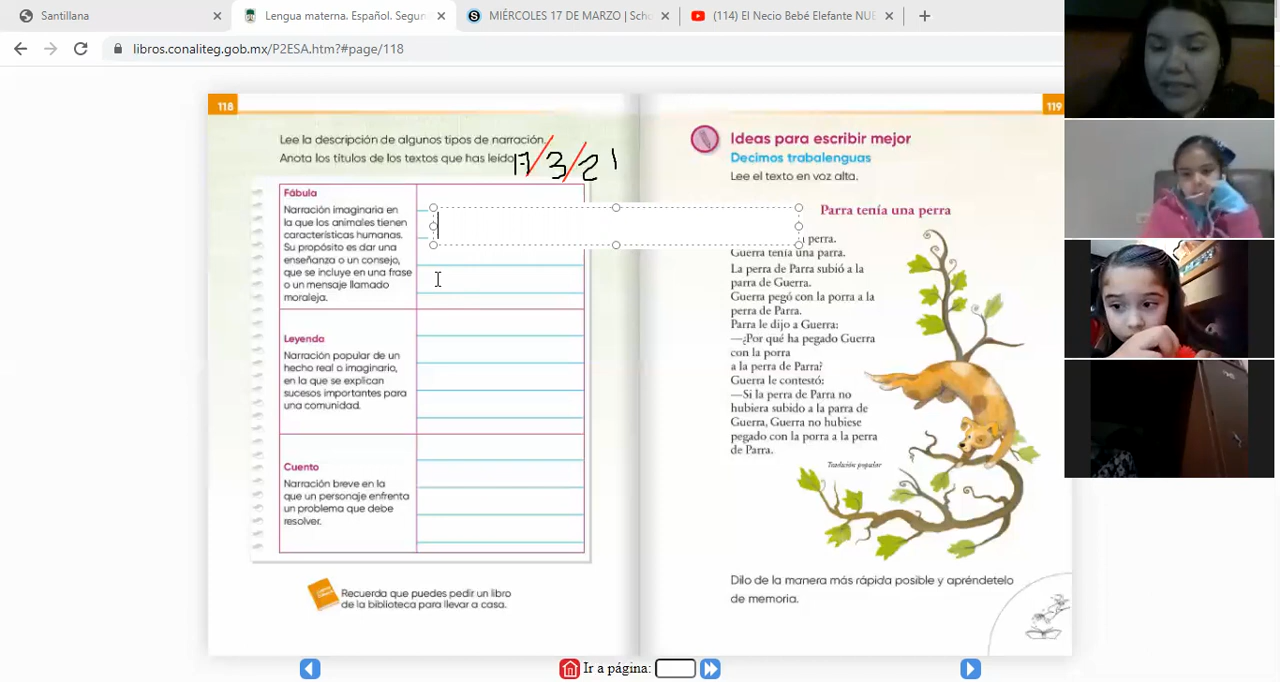 Santillana
Lengua materna. Español. Segun
MIÉRCOLES 17 DE MARZO | Sch
(114) El Necio Bebé Elefante NUE
libros.conaliteg.gob.mx/P2ESA.htm?#page/118
118
Lee la descripción de algunos tipos de narración.
Anota los títulos de los textos que has leído
17/3/21
Fábula
Narración imaginaria en
la que los animales tienen
características humanas.
Su propósito es dar una
enseñanza o un consejo,
que se incluye en una frase
o un mensaje llamado
moraleja.
Leyenda
Narración popular de un
hecho real o imaginaria,
en la que se explican
sucesos importantes para
una comunidad.
Cuento
Narración breve en la
que un personaje enfrenta
un problema que debe
resolver.
Recuerda que puedes pedir un libro
de la biblioteca para llevar a casa.
119
Ideas para escribir mejor
Decimos trabalenguas
Lee el texto en voz alta.
Parra tenía una perra
perra.
Guerra tenía una parra.
La perra de Parra subió a la
parra de Guerra.
Guerra pegó con la porra a la
perra de Parra.
Parra le dijo a Guerra:
—¿Por qué ha pegado Guerra
con la porra
a la perra de Parra?
Guerra le contestó:
—Si la perra de Parra no
hubiera subido a la parra de
Guerra, Guerra no hubiese
pegado con la porra a la perra
de Parra.
Tradición popular
Dilo de la manera más rápida posible y apréndetelo
de memoria.
Ir a página: